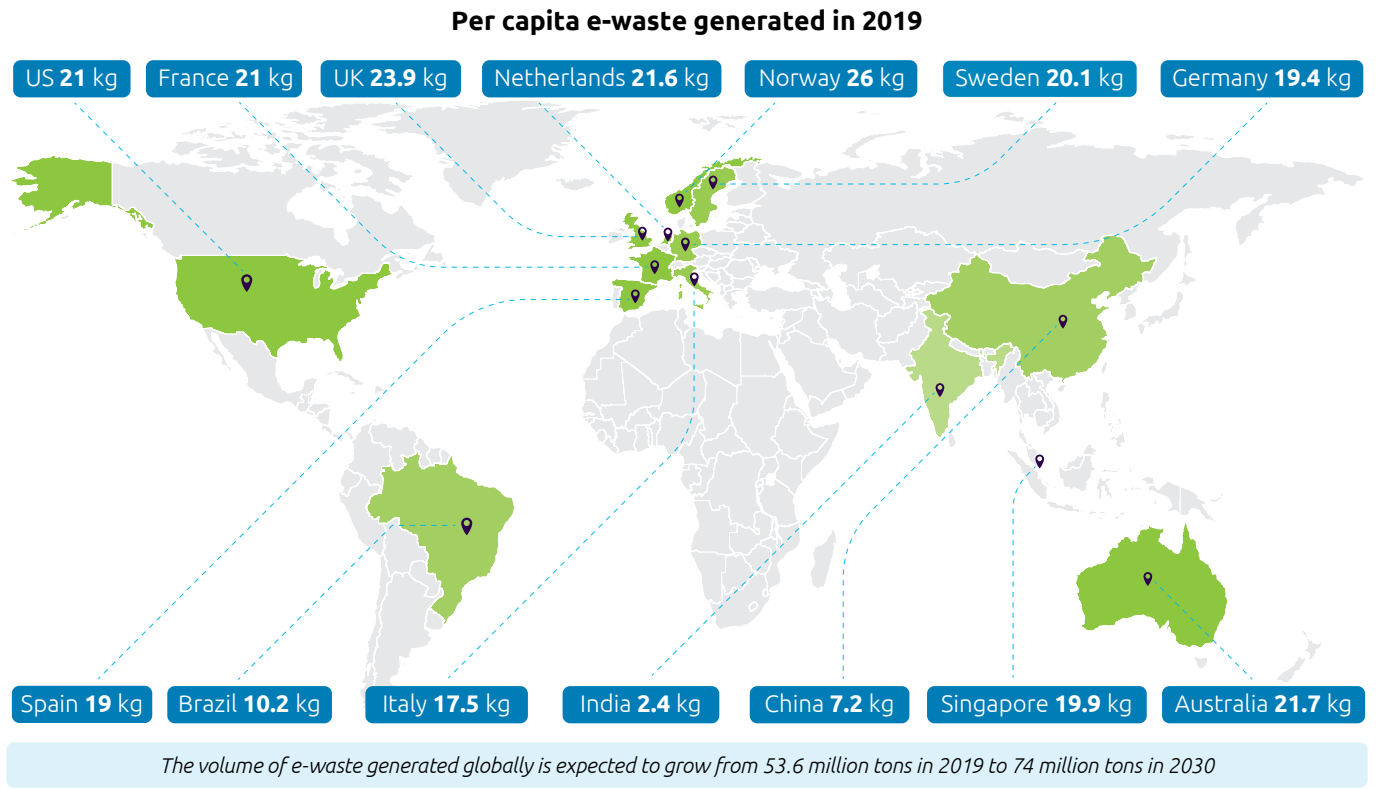 Per capita e-waste generated in 2019
US 21 kg
France 21 kg
UK 23.9 kg
Netherlands 21.6 kg
Norway 26 kg
Sweden 20.1 kg
Germany 19.4 kg
Spain 19 kg
Brazil 10.2 kg
Italy 17.5 kg
India 2.4 kg
China 7.2 kg
Singapore 19.9 kg
Australia 21.7 kg
The volume of e-waste generated globally is expected to grow from 53.6 million tons in 2019 to 74 million tons in 2030